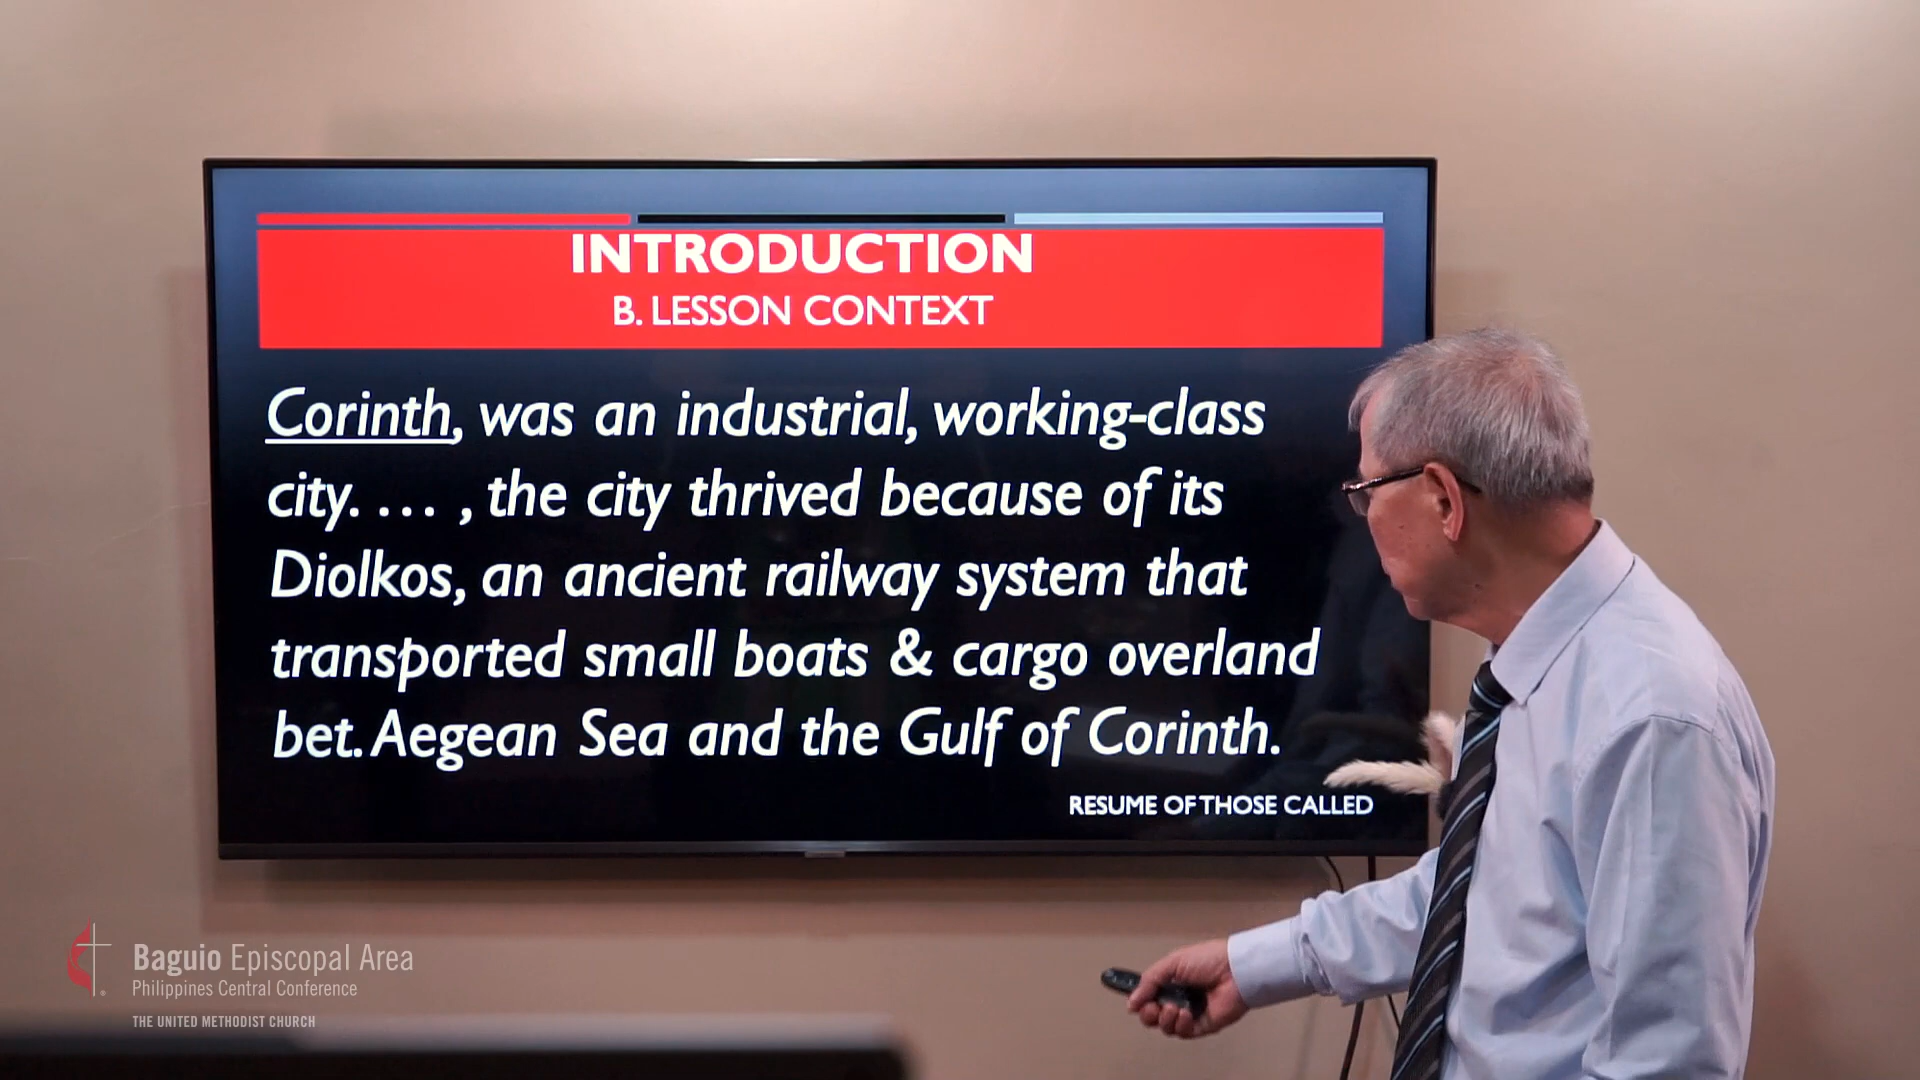 INTRODUCTION
B. LESSON CONTEXT
Corinth, was an industrial, working-class
city. ... , the city thrived because of its
Diolkos, an ancient railway system that
transported small boats & cargo overland
bet. Aegean Sea and the Gulf of Corinth.
RESUME OF THOSE CALLED
Baguio Episcopal Area
Philippines Central Conference
THE UNITED METHODIST CHURCH